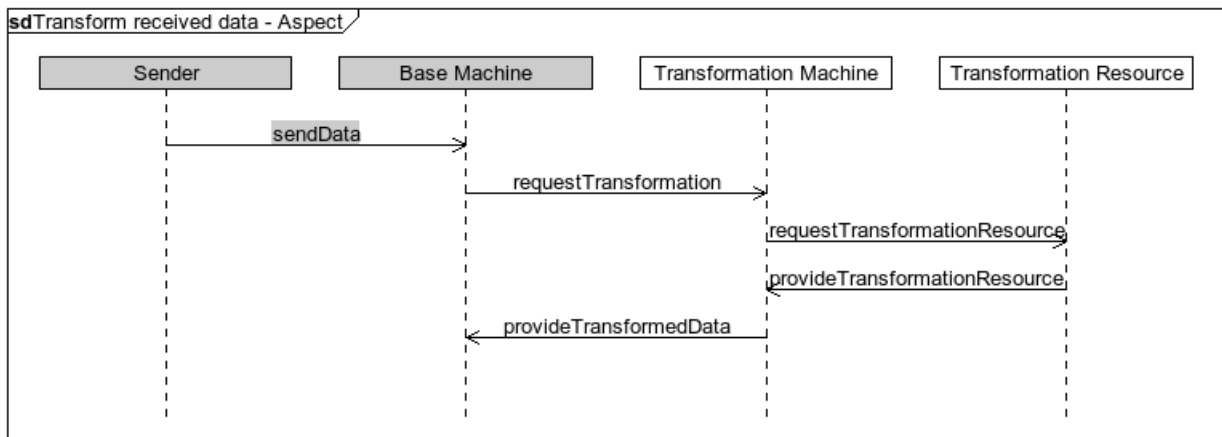 sdTransform received data - Aspect
Sender
Base Machine
Transformation Machine
Transformation Resource
sendData
requestTransformation
requestTransformationResource
provideTransformationResource
provideTransformedData